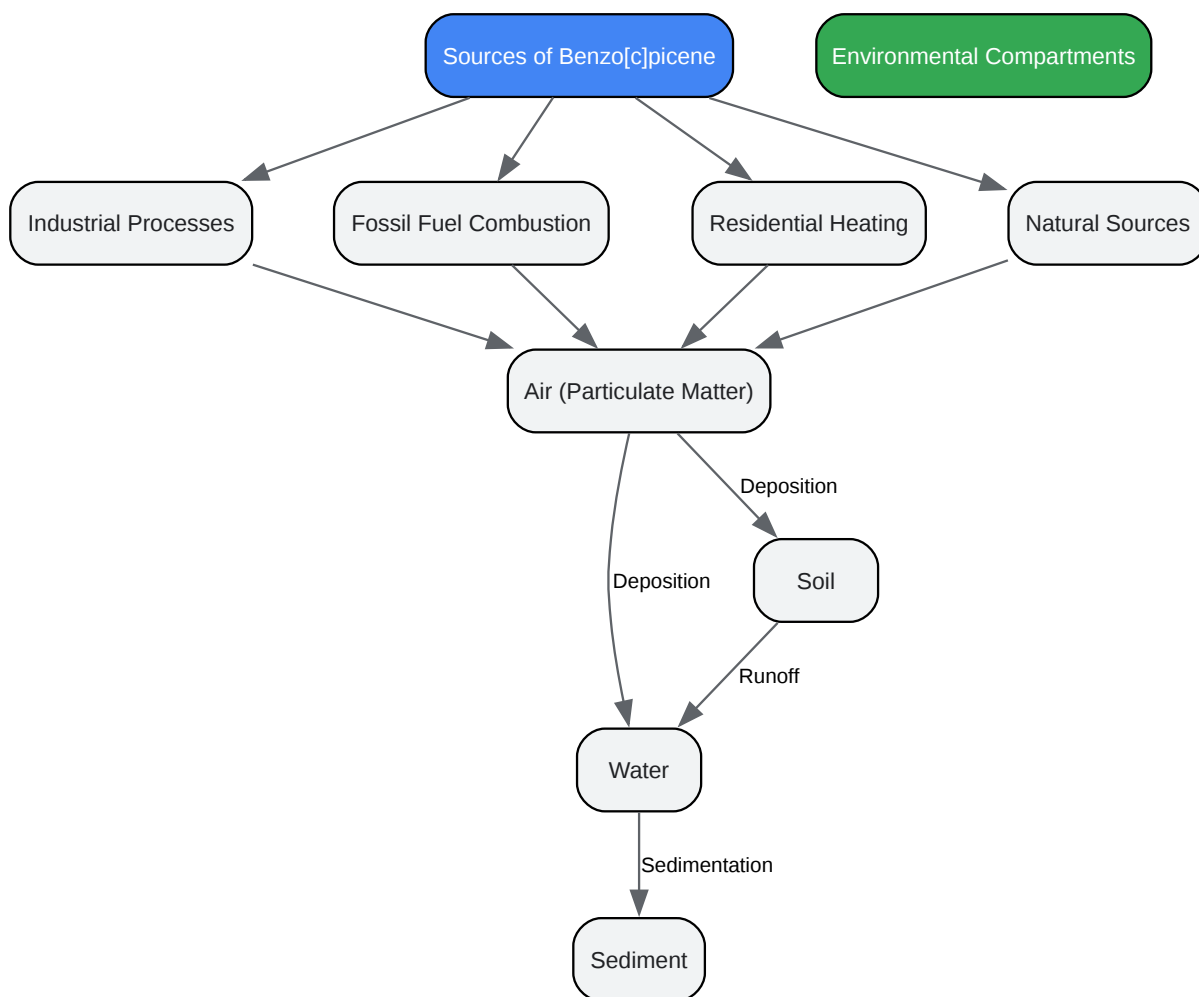 Sources of Benzo[c]picene
Environmental Compartments
Industrial Processes
Fossil Fuel Combustion
Residential Heating
Natural Sources
Air (Particulate Matter)
Deposition
Soil
Deposition
Runoff
Water
Sedimentation
Sediment